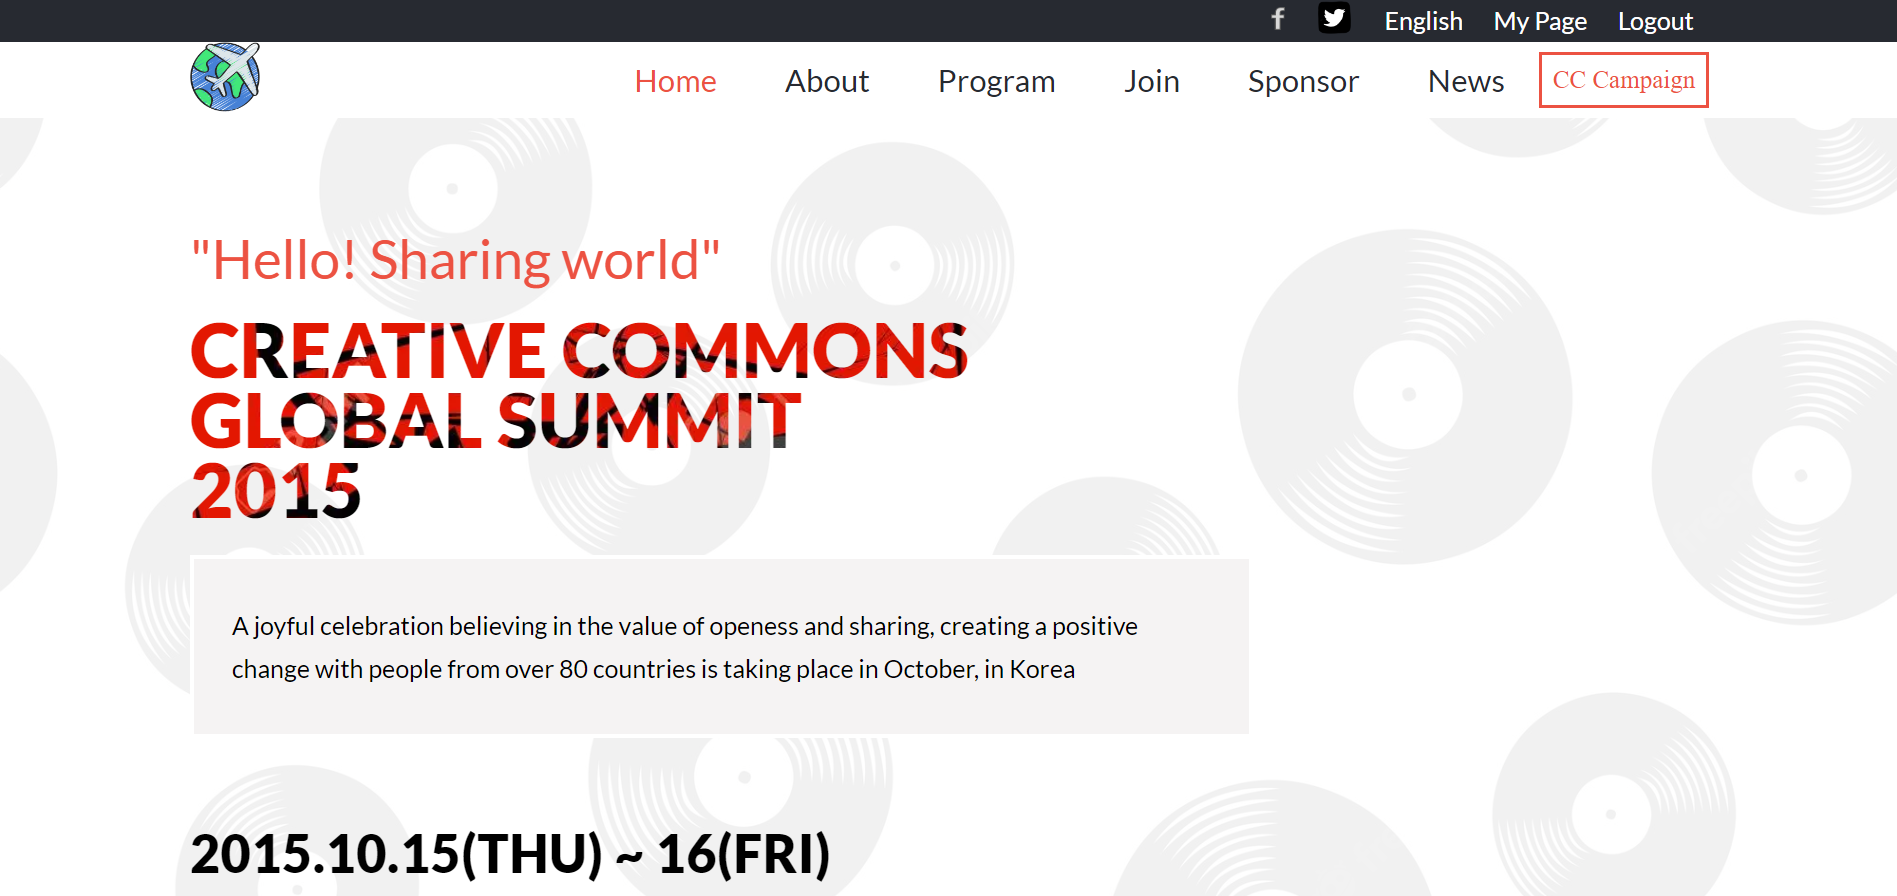 English My Page Logout
Home About Program Join Sponsor News CC Campaign
"Hello! Sharing world"
CREATIVE COMMONS
GLOBAL SUMMIT
2015
A joyful celebration believing in the value of openess and sharing, creating a positive
change with people from over 80 countries is taking place in October, in Korea
2015.10.15(THU) ~ 16(FRI)